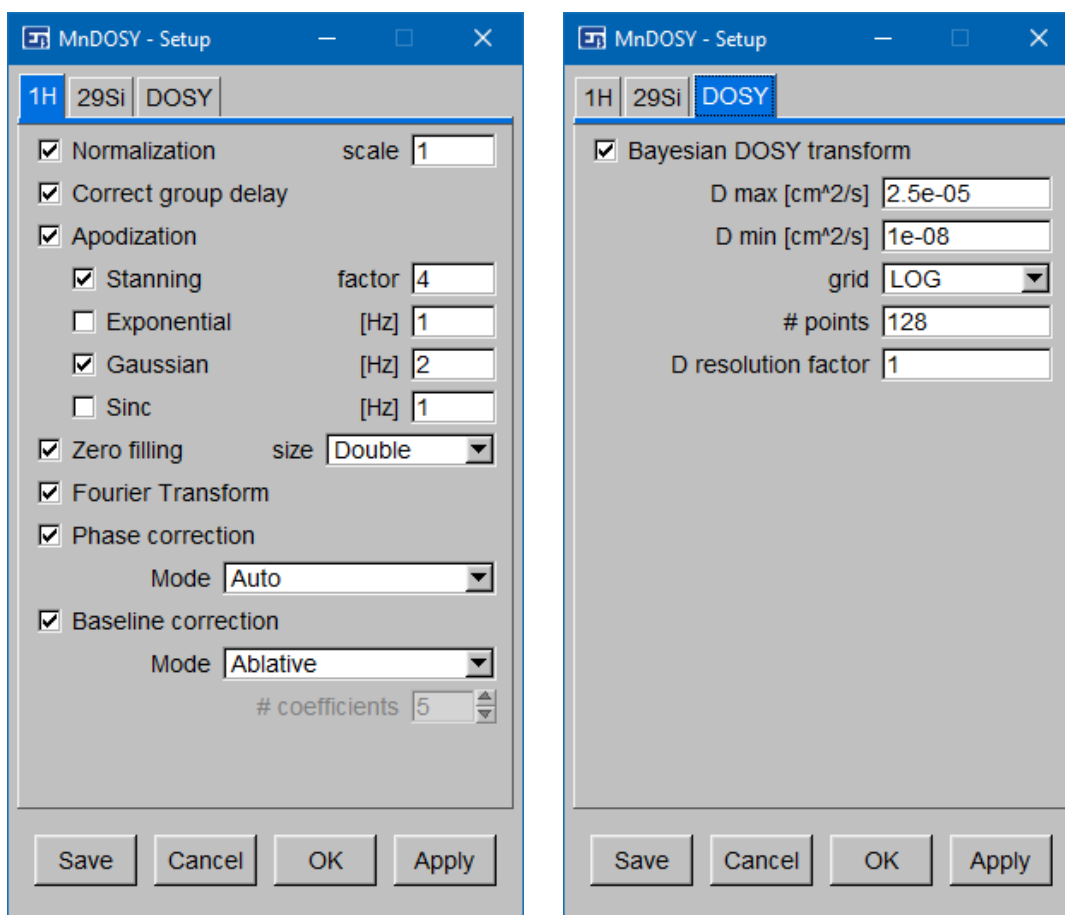 MnDOSY - Setup
1H 29Si DOSY
Normalization scale 1
Correct group delay
Apodization
Stanning factor 4
Exponential [Hz] 1
Gaussian [Hz] 2
Sinc [Hz] 1
Zero filling size Double
Fourier Transform
Phase correction
Mode Auto
Baseline correction
Mode Ablative
# coefficients 5
Save Cancel OK Apply
MnDOSY - Setup
1H 29Si DOSY
Bayesian DOSY transform
D max [cm^2/s] 2.5e-05
D min [cm^2/s] 1e-08
grid LOG
# points 128
D resolution factor 1
Save Cancel OK Apply